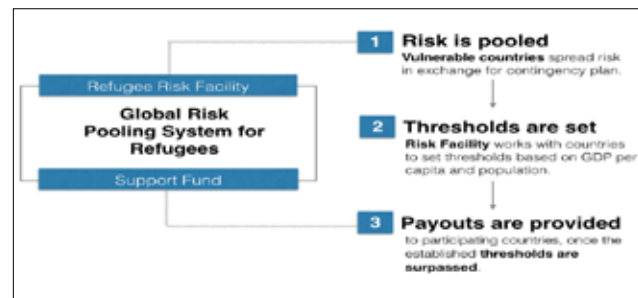 Refugee Risk Facility
Global Risk
Pooling System for
Refugees
Support Fund
1 Risk is pooled
Vulnerable countries spread risk
in exchange for contingency plan.
2 Thresholds are set
Risk Facility works with countries
to set thresholds based on GDP per
capita and population.
3 Payouts are provided
to participating countries, once the
established thresholds are
surpassed.